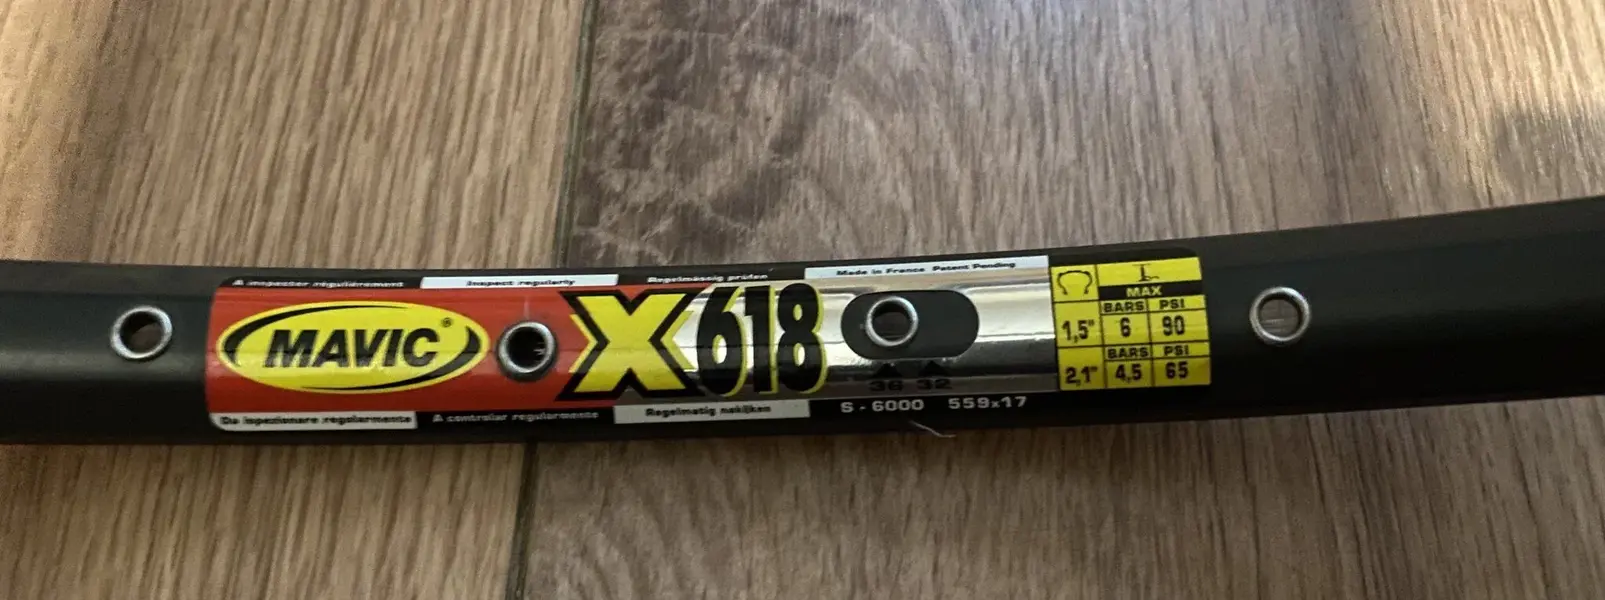 A inspecter régulièrement
Inspect regularly
Regelmässig prüfen
Made in France Patent Pending
MAVIC®
X618
36 32
MAX
BARS PSI
1,5" 6 90
BARS PSI
2,1" 4,5 65
Da inspezionare regolarmente
A controlar regularmente
Regelmatig nakijken
S - 6000 559x17